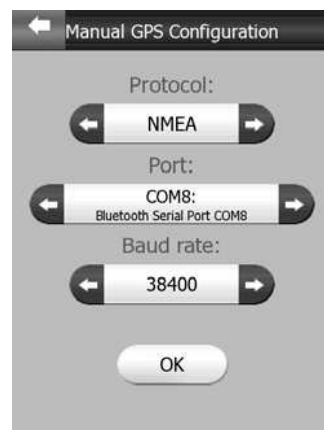 Manual GPS Configuration
Protocol:
NMEA
Port:
COM8:
Bluetooth Serial Port COM8
Baud rate:
38400
OK